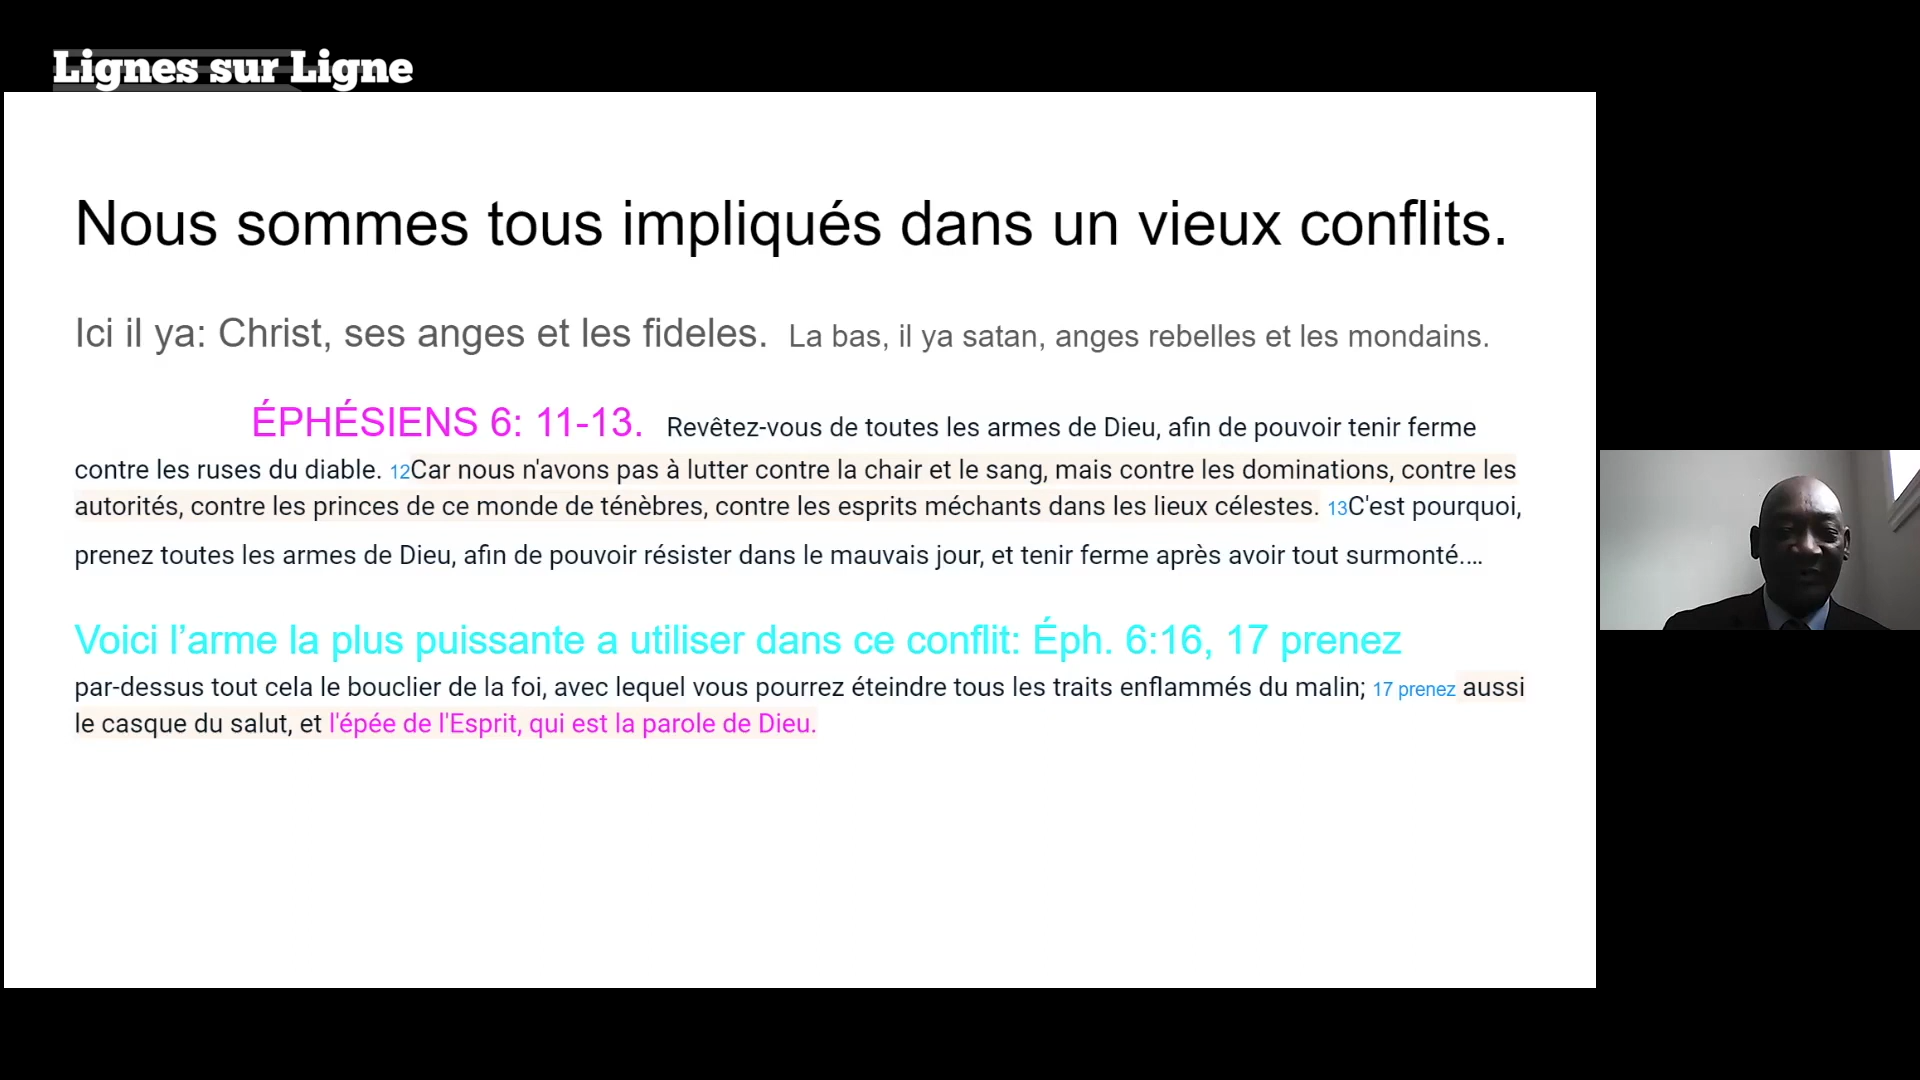 Lignes sur Ligne
Nous sommes tous impliqués dans un vieux conflits.
Ici il ya: Christ, ses anges et les fideles. La bas, il ya satan, anges rebelles et les mondains.
ÉPHÉSIENS 6: 11-13. Revêtez-vous de toutes les armes de Dieu, afin de pouvoir tenir ferme
contre les ruses du diable. 12Car nous n'avons pas à lutter contre la chair et le sang, mais contre les dominations, contre les
autorités, contre les princes de ce monde de ténèbres, contre les esprits méchants dans les lieux célestes. 13C'est pourquoi,
prenez toutes les armes de Dieu, afin de pouvoir résister dans le mauvais jour, et tenir ferme après avoir tout surmonté.…
Voici l’arme la plus puissante a utiliser dans ce conflit: Éph. 6:16, 17 prenez
par-dessus tout cela le bouclier de la foi, avec lequel vous pourrez éteindre tous les traits enflammés du malin; 17 prenez aussi
le casque du salut, et l'épée de l'Esprit, qui est la parole de Dieu.